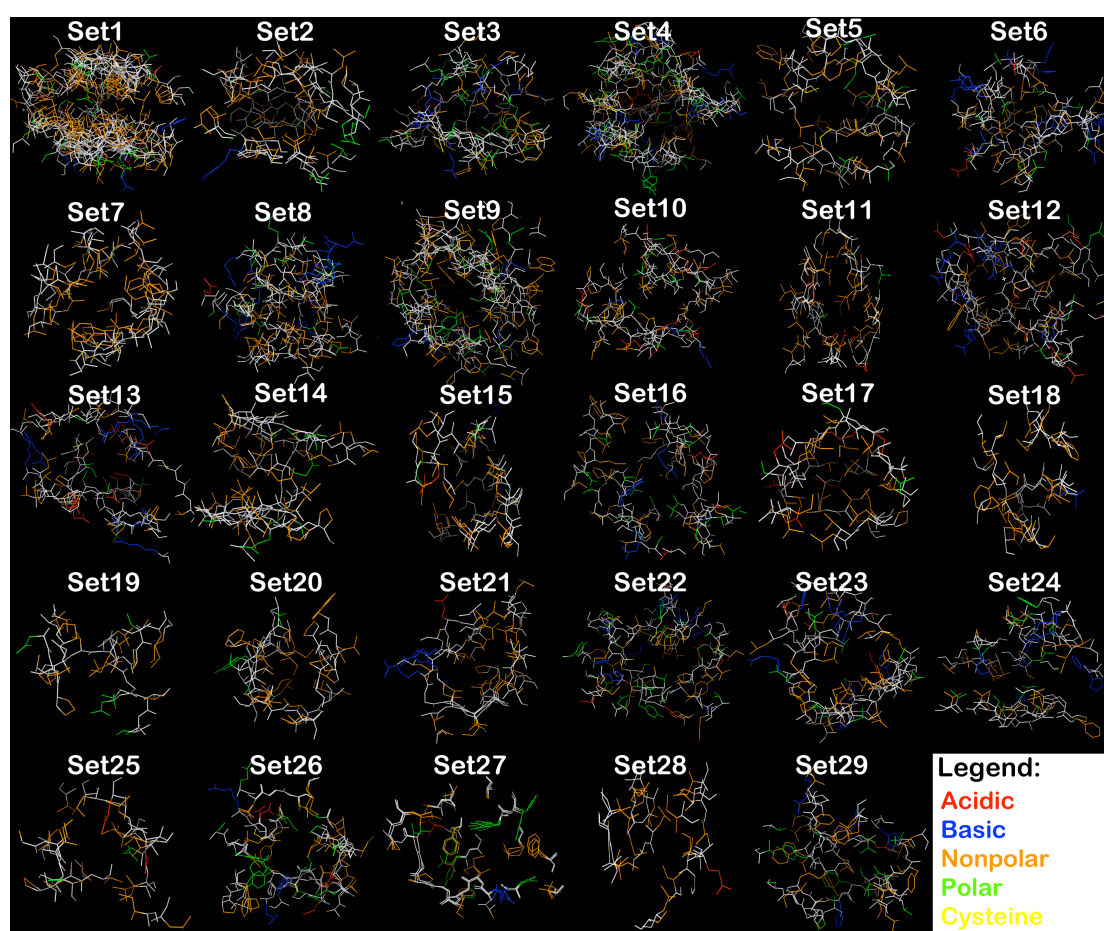 Set1 Set2 Set3 Set4 Set5 Set6
Set7 Set8 Set9 Set10 Set11 Set12
Set13 Set14 Set15 Set16 Set17 Set18
Set19 Set20 Set21 Set22 Set23 Set24
Set25 Set26 Set27 Set28 Set29
Legend:
Acidic
Basic
Nonpolar
Polar
Cysteine